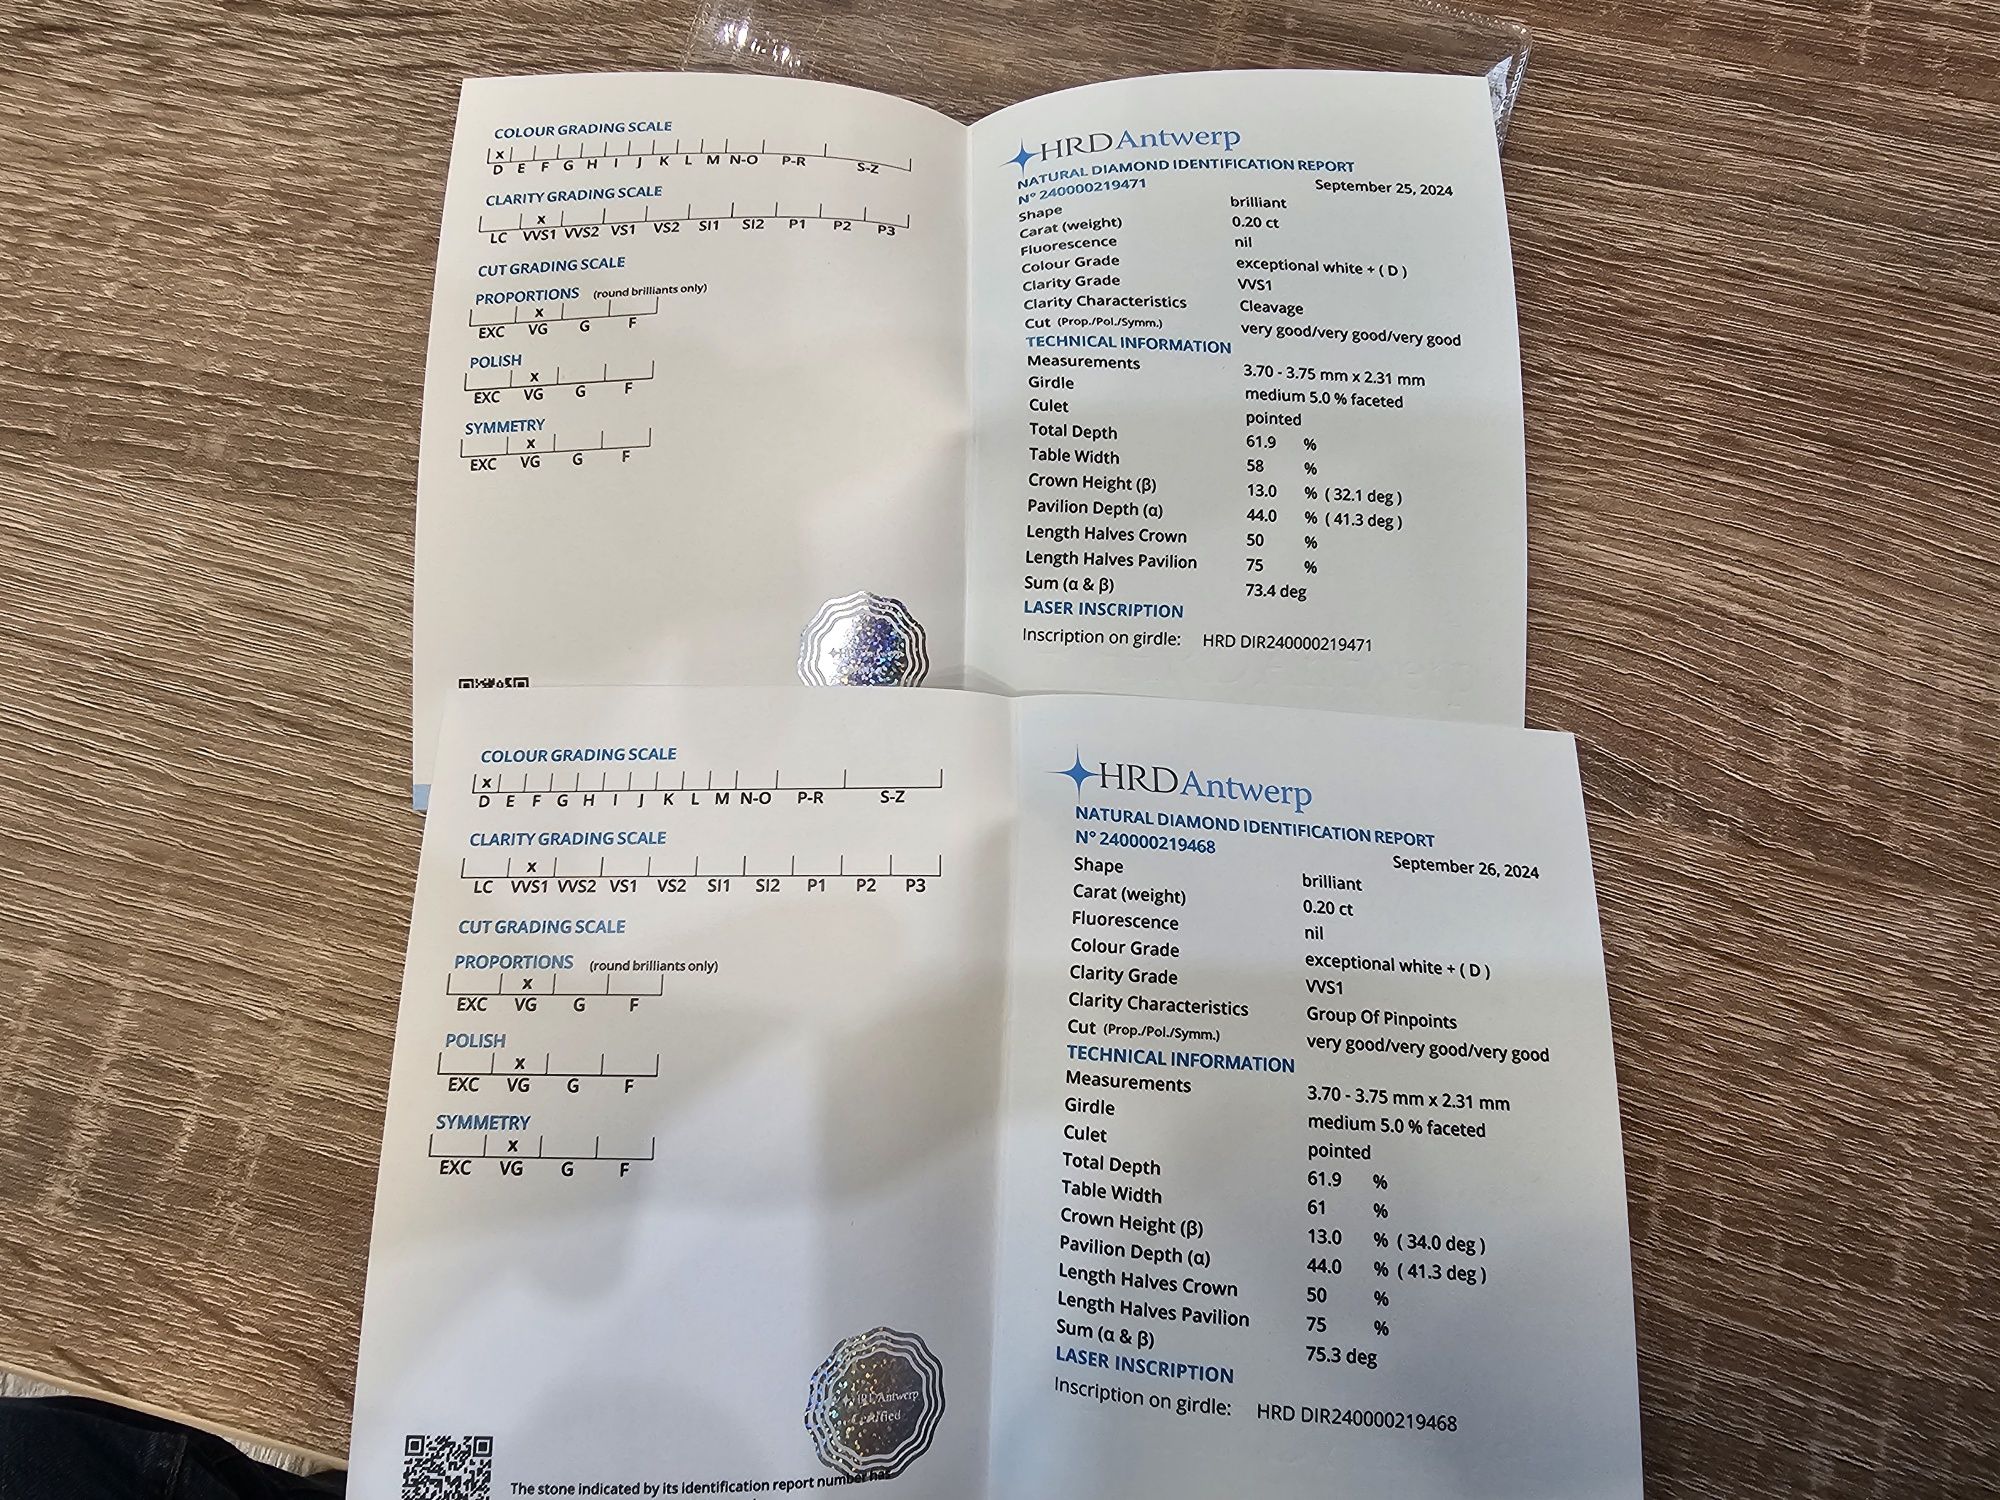 COLOUR GRADING SCALE
x
D E F G H I J K L M N-O P-R S-Z
CLARITY GRADING SCALE
x
LC VVS1 VVS2 VS1 VS2 SI1 SI2 P1 P2 P3
CUT GRADING SCALE
PROPORTIONS (round brilliants only)
x
EXC VG G F
POLISH
x
EXC VG G F
SYMMETRY
x
EXC VG G F
HRD Antwerp
NATURAL DIAMOND IDENTIFICATION REPORT
N° 240000219471 September 25, 2024
Shape brilliant
Carat (weight) 0.20 ct
Fluorescence nil
Colour Grade exceptional white + ( D )
Clarity Grade VVS1
Clarity Characteristics Cleavage
Cut (Prop./Pol./Symm.) very good/very good/very good
TECHNICAL INFORMATION
Measurements 3.70 - 3.75 mm x 2.31 mm
Girdle medium 5.0 % faceted
Culet pointed
Total Depth 61.9 %
Table Width 58 %
Crown Height (β) 13.0 % ( 32.1 deg )
Pavilion Depth (α) 44.0 % ( 41.3 deg )
Length Halves Crown 50 %
Length Halves Pavilion 75 %
Sum (α & β) 73.4 deg
LASER INSCRIPTION
Inscription on girdle: HRD DIR240000219471
COLOUR GRADING SCALE
x
D E F G H I J K L M N-O P-R S-Z
CLARITY GRADING SCALE
x
LC VVS1 VVS2 VS1 VS2 SI1 SI2 P1 P2 P3
CUT GRADING SCALE
PROPORTIONS (round brilliants only)
x
EXC VG G F
POLISH
x
EXC VG G F
SYMMETRY
x
EXC VG G F
HRD Antwerp
Certified
The stone indicated by its identification report number has
HRD Antwerp
NATURAL DIAMOND IDENTIFICATION REPORT
N° 240000219468 September 26, 2024
Shape brilliant
Carat (weight) 0.20 ct
Fluorescence nil
Colour Grade exceptional white + ( D )
Clarity Grade VVS1
Clarity Characteristics Group Of Pinpoints
Cut (Prop./Pol./Symm.) very good/very good/very good
TECHNICAL INFORMATION
Measurements 3.70 - 3.75 mm x 2.31 mm
Girdle medium 5.0 % faceted
Culet pointed
Total Depth 61.9 %
Table Width 61 %
Crown Height (β) 13.0 % ( 34.0 deg )
Pavilion Depth (α) 44.0 % ( 41.3 deg )
Length Halves Crown 50 %
Length Halves Pavilion 75 %
Sum (α & β) 75.3 deg
LASER INSCRIPTION
Inscription on girdle: HRD DIR240000219468